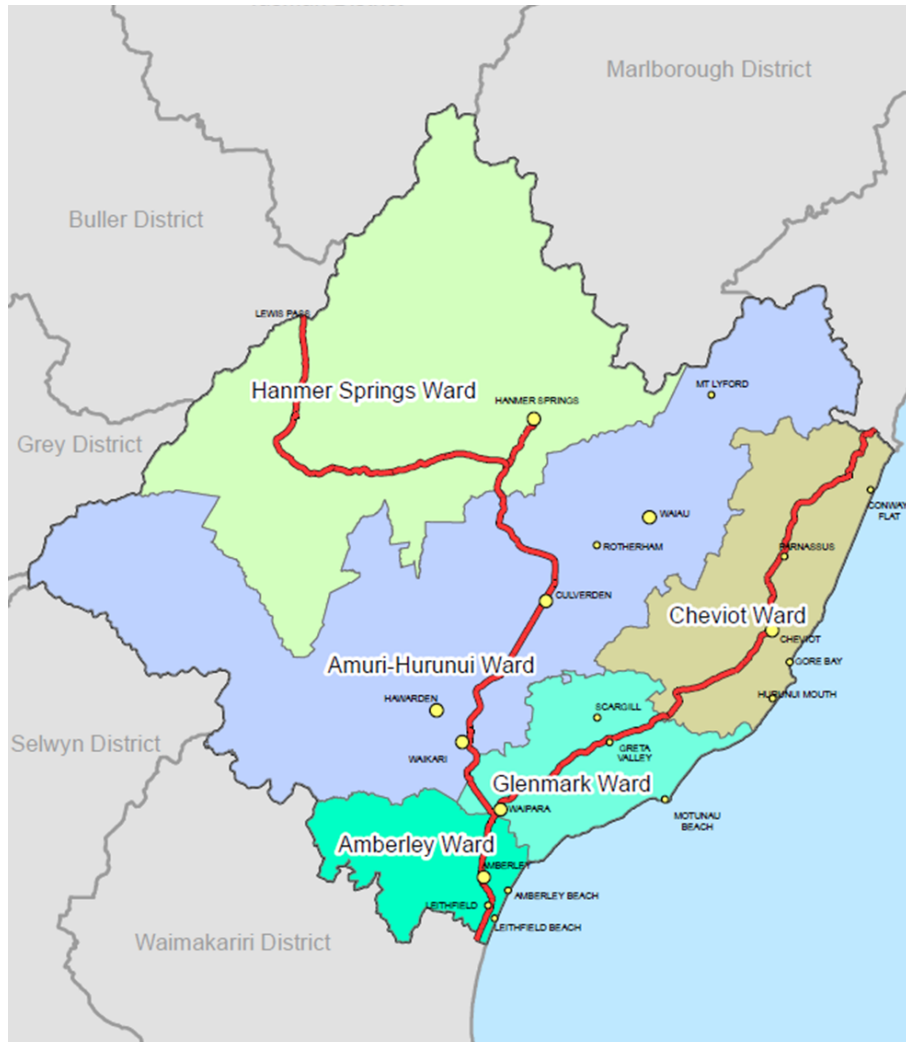 Marlborough District
Buller District
LEWIS PASS
Hanmer Springs Ward
MT LYFORD
HANMER SPRINGS
Grey District
CONWAY
FLAT
WAIAU
ROTHERHAM
PARNASSUS
CULVERDEN
Cheviot Ward
CHEVIOT
GORE BAY
Amuri-Hurunui Ward
HAWARDEN
HURUNUI MOUTH
SCARGILL
Selwyn District
WAIKARI
GRETA
VALLEY
Glenmark Ward
WAIPARA
MOTUNAU
BEACH
Amberley Ward
AMBERLEY
AMBERLEY BEACH
LEITHFIELD
LEITHFIELD BEACH
Waimakariri District